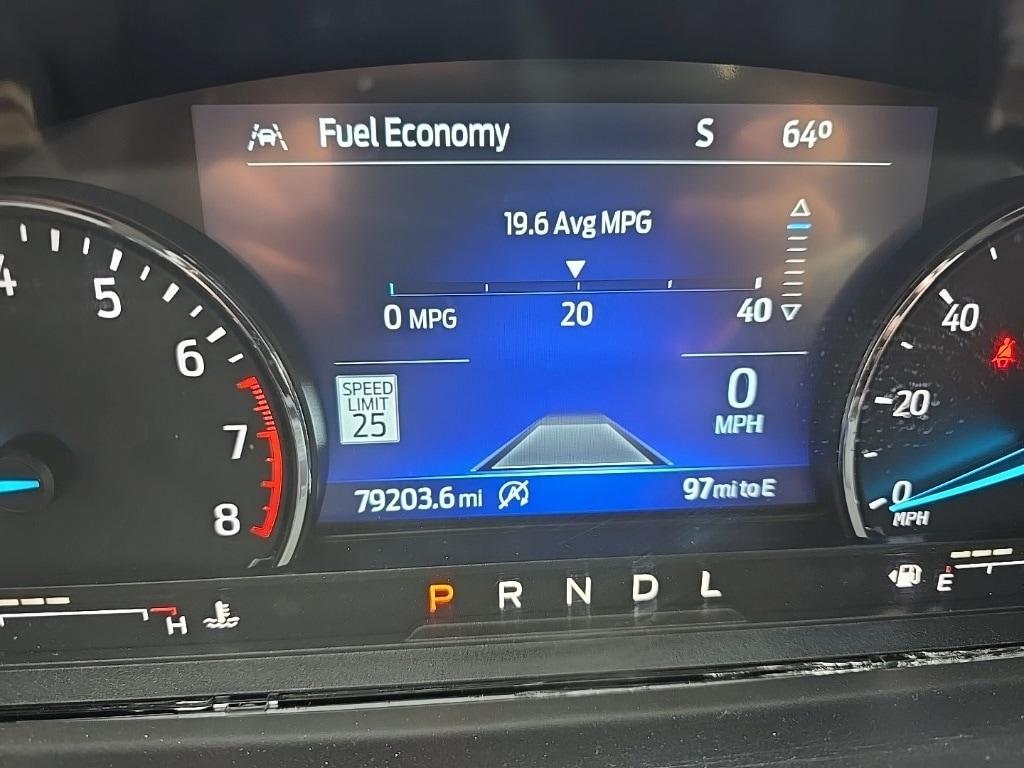 Fuel Economy S 64º
19.6 Avg MPG
0 MPG 20 40
SPEED
LIMIT
25
0
MPH
79203.6 mi
97 mi to E
4
5
6
7
8
40
20
0
MPH
P R N D L
H
E